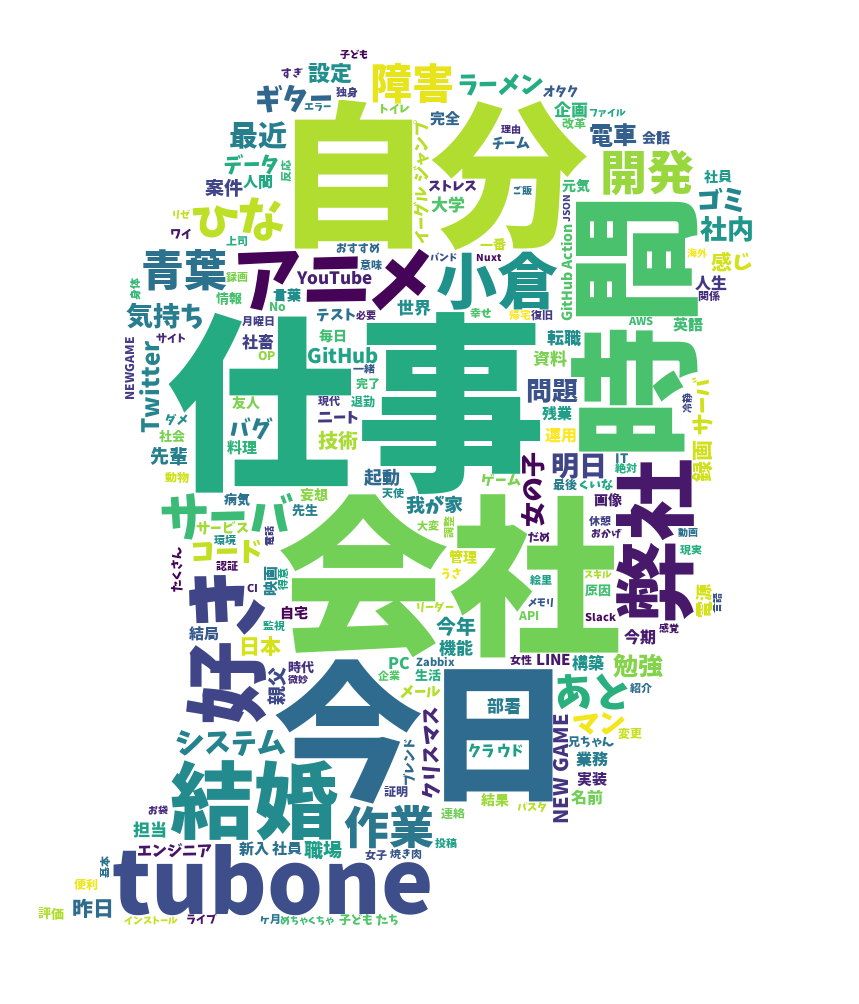 子ども
すぎ
設定
障害
ラーメン
オタク
ギター
エラー
独身
トイレ
完全
企画
ファイル
改革
最近
自分
理由
チーム
電車
会話
データ
反応
イーグルジャンプ
開発
案件
人間
ストレス
ご飯
元気
社員
リゼ
ひな
大学
JSON
ゴミ
ワイ
上司
おすすめ
一番
GitHub Action
間
社内
青葉
アニメ
意味
バンド
Nuxt
小倉
海外
感じ
録画
YouTube
人生
身体
情報
言葉
関係
気持ち
No
テスト
必要
世界
幸せ
帰宅
復旧
AWS
英語
月曜日
サイト
社畜
毎日
転職
時
NEWGAME
Twitter
OP
GitHub
一緒
資料
仕事
完了
問題
冷奉
サーバ
友人
現代
退勤
ダメ
バグ
ニート
残業
社会
料理
技術
運用
IT
先輩
明日
絶対
録画
動物
起動
女の子
ゲーム
最後
くいな
弊社
サーバ
病気
妄想
天使
我が家
画像
先生
サービス
大変
調整
休憩
おかげ
動画
環境
電話
会社
だめ
現実
コード
たくさん
認証
管理
うさ
絵里
スキル
映画
得意
CI
原因
電源
言語
好き
自宅
リーダー
メモリ
API
Slack
結局
監視
今年
今期
感覚
日本
機能
PC
Zabbix
女性
LINE
構築
勉強
親父
時代
微妙
今日
企業
生活
あと
紹介
メール
部署
システム
クリスマス
ブレンド
クラウド
NEW GAME
マン
変更
兄ちゃん
業務
結婚
証明
結果
パスタ
実装
名前
お袋
担当
作業
連絡
投稿
エンジニア
新入社員
職場
女子
焼き肉
基本
tubone
便利
評価
昨日
インストール
ライブ
ケ月
めちゃくちゃ
子どもたち